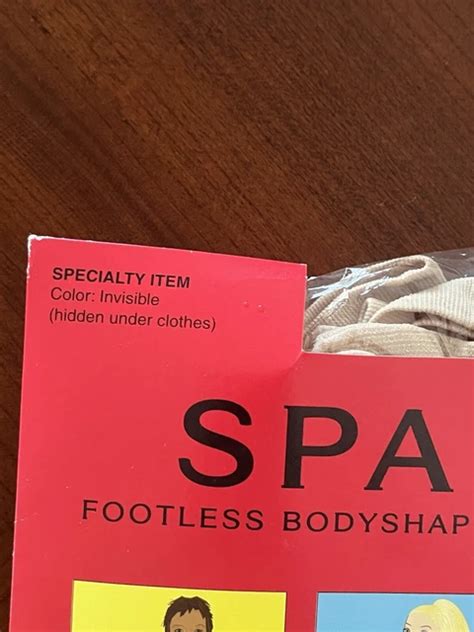 SPECIALTY ITEM
Color: Invisible
(hidden under clothes)
SPA
FOOTLESS BODYSHAP